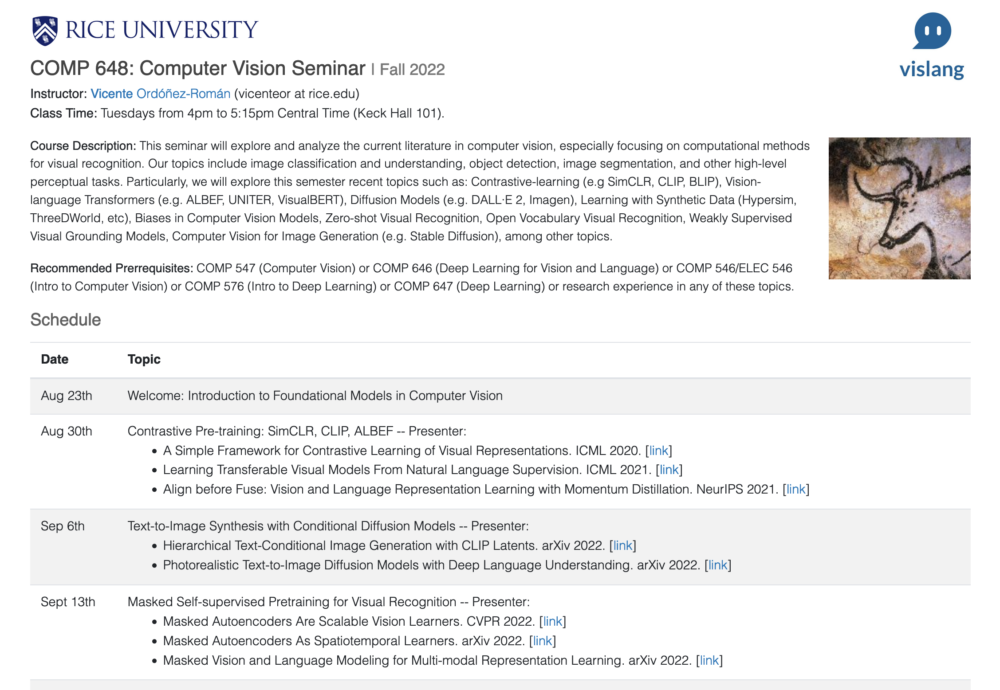 RICE UNIVERSITY
vislang
COMP 648: Computer Vision Seminar | Fall 2022
Instructor: Vicente Ordóñez-Román (vicenteor at rice.edu)
Class Time: Tuesdays from 4pm to 5:15pm Central Time (Keck Hall 101).
Course Description: This seminar will explore and analyze the current literature in computer vision, especially focusing on computational methods
for visual recognition. Our topics include image classification and understanding, object detection, image segmentation, and other high-level
perceptual tasks. Particularly, we will explore this semester recent topics such as: Contrastive-learning (e.g SimCLR, CLIP, BLIP), Vision-
language Transformers (e.g. ALBEF, UNITER, VisualBERT), Diffusion Models (e.g. DALL·E 2, Imagen), Learning with Synthetic Data (Hypersim,
ThreeDWorld, etc), Biases in Computer Vision Models, Zero-shot Visual Recognition, Open Vocabulary Visual Recognition, Weakly Supervised
Visual Grounding Models, Computer Vision for Image Generation (e.g. Stable Diffusion), among other topics.
Recommended Prerrequisites: COMP 547 (Computer Vision) or COMP 646 (Deep Learning for Vision and Language) or COMP 546/ELEC 546
(Intro to Computer Vision) or COMP 576 (Intro to Deep Learning) or COMP 647 (Deep Learning) or research experience in any of these topics.
Schedule
Date Topic
Aug 23th Welcome: Introduction to Foundational Models in Computer Vision
Aug 30th Contrastive Pre-training: SimCLR, CLIP, ALBEF -- Presenter:
• A Simple Framework for Contrastive Learning of Visual Representations. ICML 2020. [link]
• Learning Transferable Visual Models From Natural Language Supervision. ICML 2021. [link]
• Align before Fuse: Vision and Language Representation Learning with Momentum Distillation. NeurIPS 2021. [link]
Sep 6th Text-to-Image Synthesis with Conditional Diffusion Models -- Presenter:
• Hierarchical Text-Conditional Image Generation with CLIP Latents. arXiv 2022. [link]
• Photorealistic Text-to-Image Diffusion Models with Deep Language Understanding. arXiv 2022. [link]
Sept 13th Masked Self-supervised Pretraining for Visual Recognition -- Presenter:
• Masked Autoencoders Are Scalable Vision Learners. CVPR 2022. [link]
• Masked Autoencoders As Spatiotemporal Learners. arXiv 2022. [link]
• Masked Vision and Language Modeling for Multi-modal Representation Learning. arXiv 2022. [link]